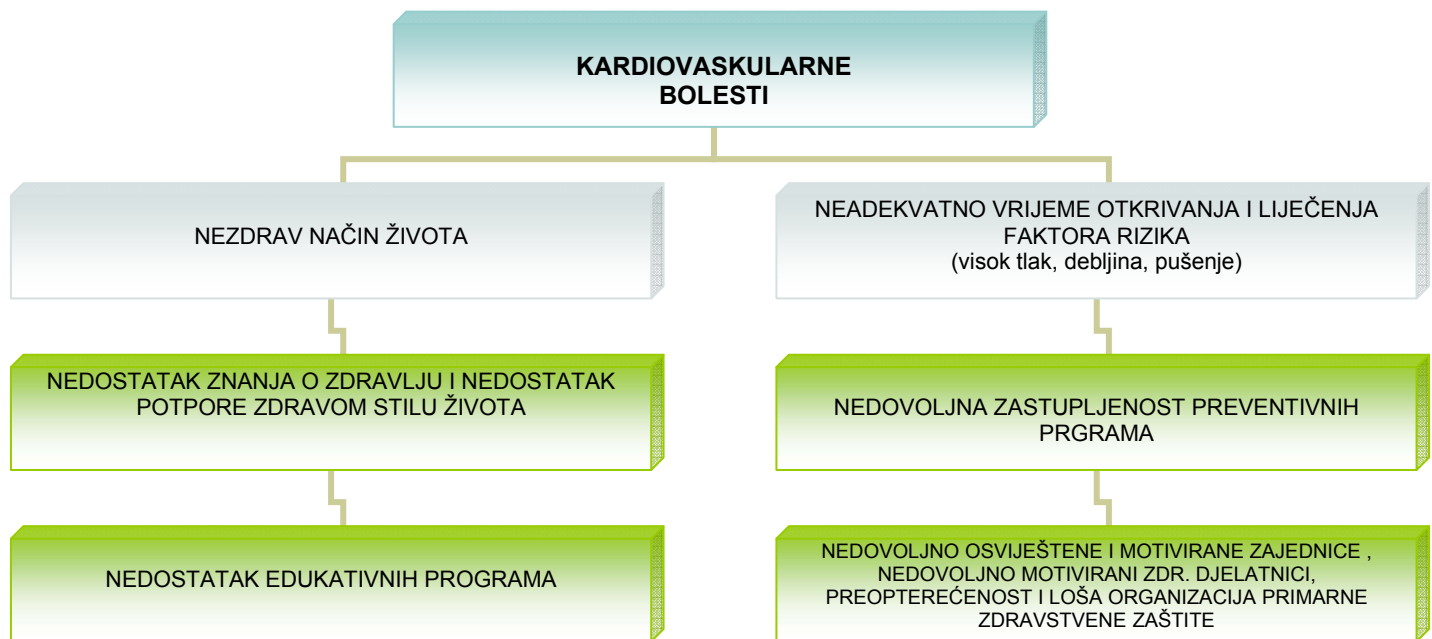 KARDIOVASKULARNE
BOLESTI
NEZDRAV NAČIN ŽIVOTA
NEADEKVATNO VRIJEME OTKRIVANJA I LIJEČENJA
FAKTORA RIZIKA
(visok tlak, debljina, pušenje)
NEDOSTATAK ZNANJA O ZDRAVLJU I NEDOSTATAK
POTPORE ZDRAVOM STILU ŽIVOTA
NEDOVOLJNA ZASTUPLJENOST PREVENTIVNIH
PRGRAMA
NEDOSTATAK EDUKATIVNIH PROGRAMA
NEDOVOLJNO OSVIJEŠTENE I MOTIVIRANE ZAJEDNICE ,
NEDOVOLJNO MOTIVIRANI ZDR. DJELATNICI,
PREOPTEREĆENOST I LOŠA ORGANIZACIJA PRIMARNE
ZDRAVSTVENE ZAŠTITE